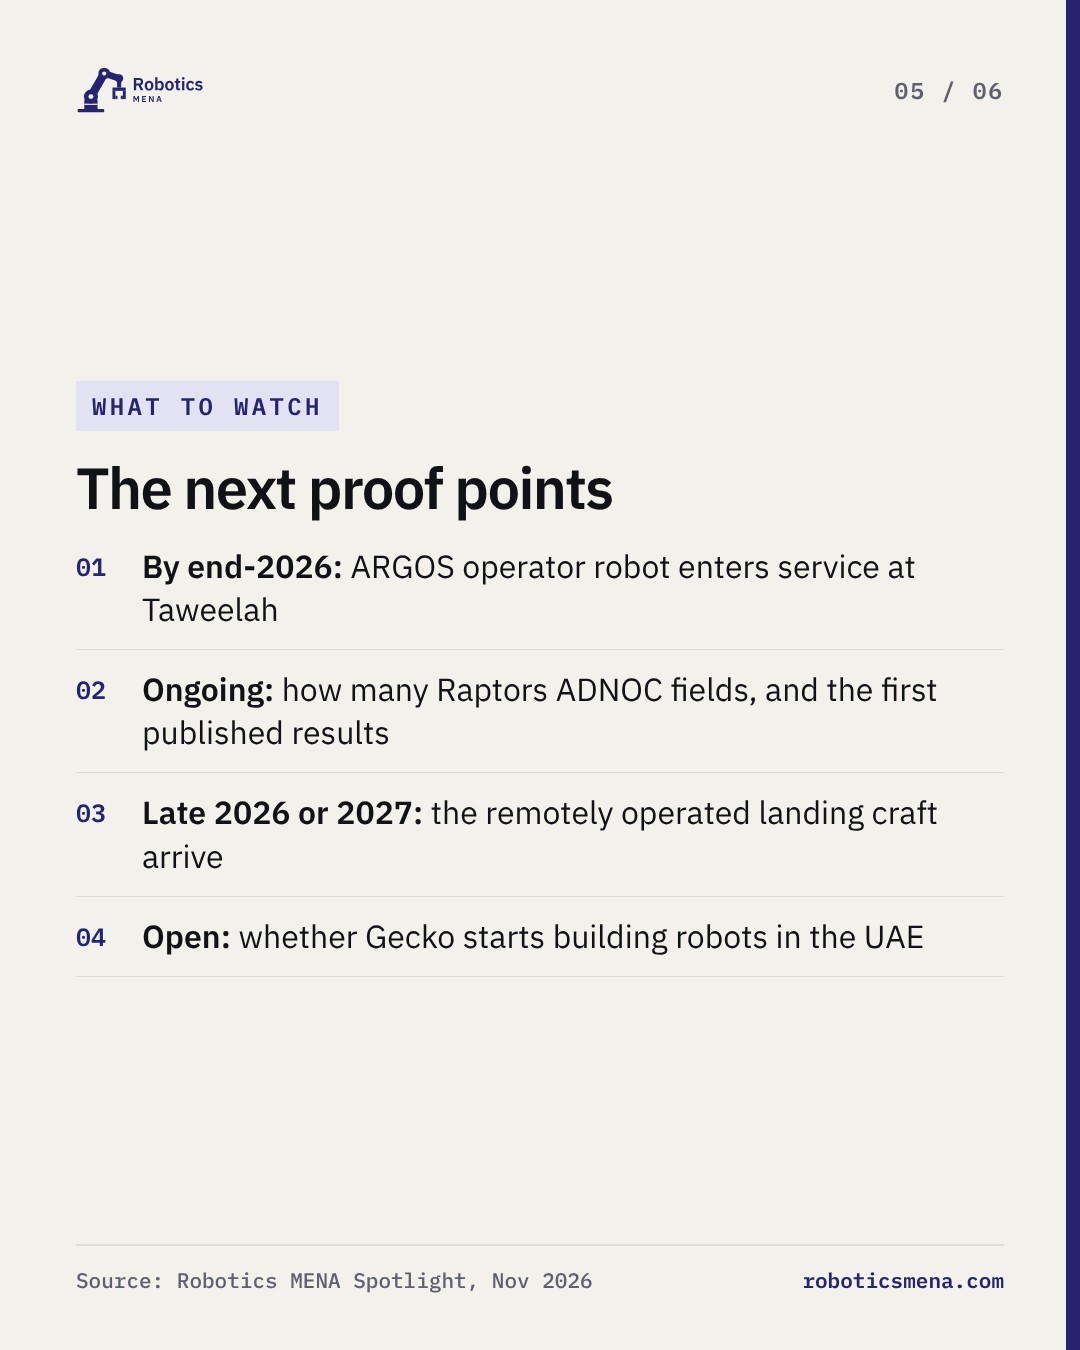 Robotics
MENA
05 / 06
WHAT TO WATCH
The next proof points
01 By end-2026: ARGOS operator robot enters service at
Taweelah
02 Ongoing: how many Raptors ADNOC fields, and the first
published results
03 Late 2026 or 2027: the remotely operated landing craft
arrive
04 Open: whether Gecko starts building robots in the UAE
Source: Robotics MENA Spotlight, Nov 2026
roboticsmena.com